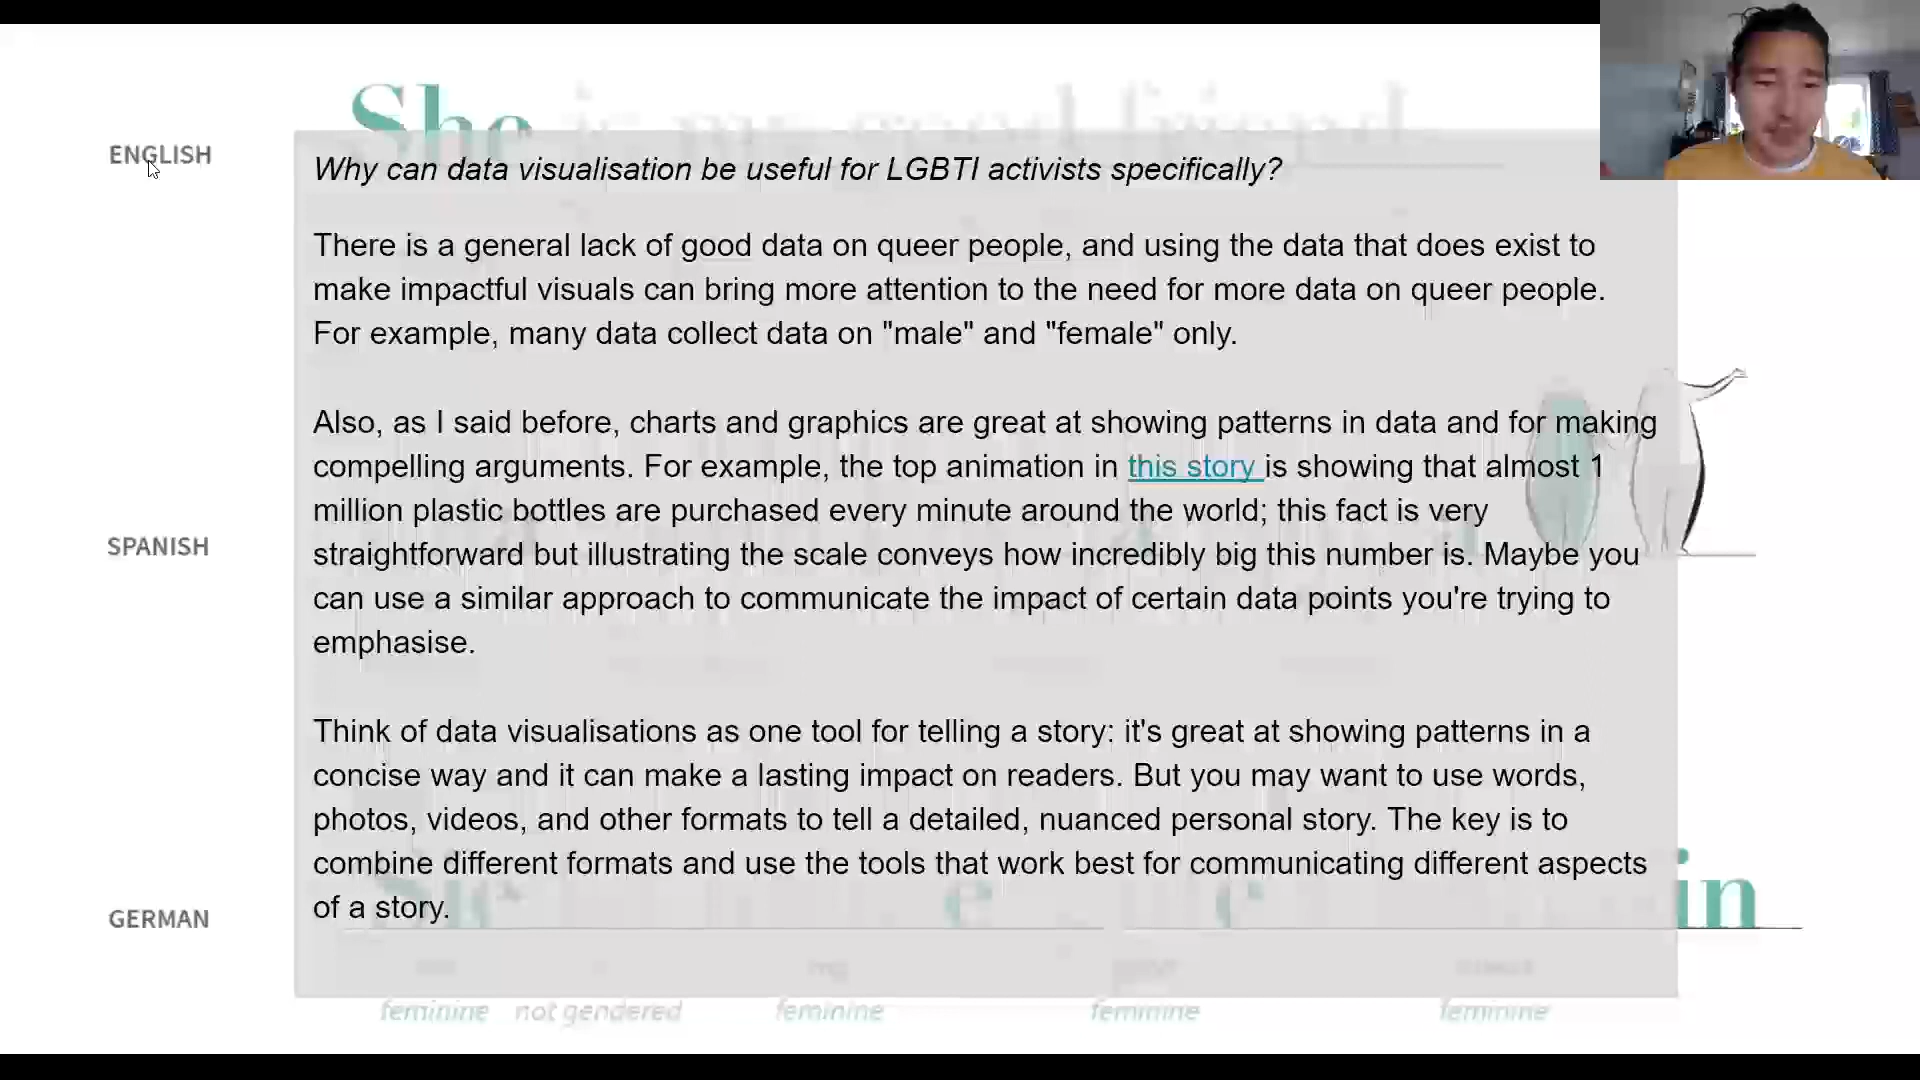 She is my good friend
ENGLISH
Why can data visualisation be useful for LGBTI activists specifically?
There is a general lack of good data on queer people, and using the data that does exist to
make impactful visuals can bring more attention to the need for more data on queer people.
For example, many data collect data on "male" and "female" only.
Also, as I said before, charts and graphics are great at showing patterns in data and for making
compelling arguments. For example, the top animation in this story is showing that almost 1
million plastic bottles are purchased every minute around the world; this fact is very
straightforward but illustrating the scale conveys how incredibly big this number is. Maybe you
can use a similar approach to communicate the impact of certain data points you're trying to
emphasise.
SPANISH
Think of data visualisations as one tool for telling a story: it's great at showing patterns in a
concise way and it can make a lasting impact on readers. But you may want to use words,
photos, videos, and other formats to tell a detailed, nuanced personal story. The key is to
combine different formats and use the tools that work best for communicating different aspects
of a story.
GERMAN
in
feminine not gendered feminine feminine feminine